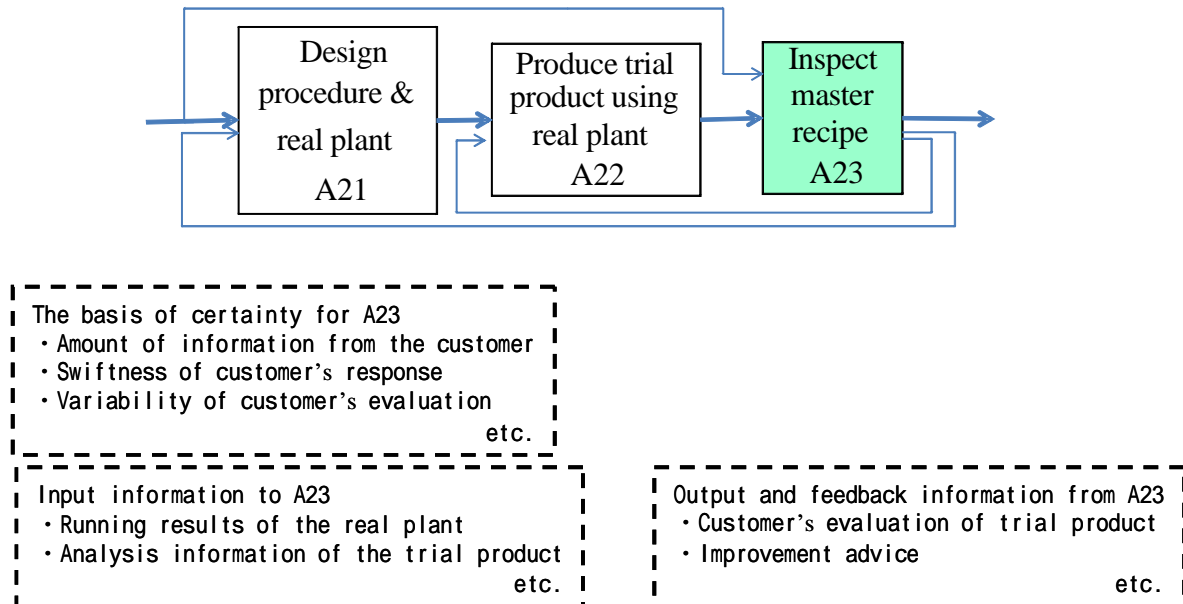 Design
procedure &
real plant
A21
Produce trial
product using
real plant
A22
Inspect
master
recipe
A23
The basis of certainty for A23
・Amount of information from the customer
・Swiftness of customer's response
・Variability of customer's evaluation
etc.
Input information to A23
・Running results of the real plant
・Analysis information of the trial product
etc.
Output and feedback information from A23
・Customer's evaluation of trial product
・Improvement advice
etc.